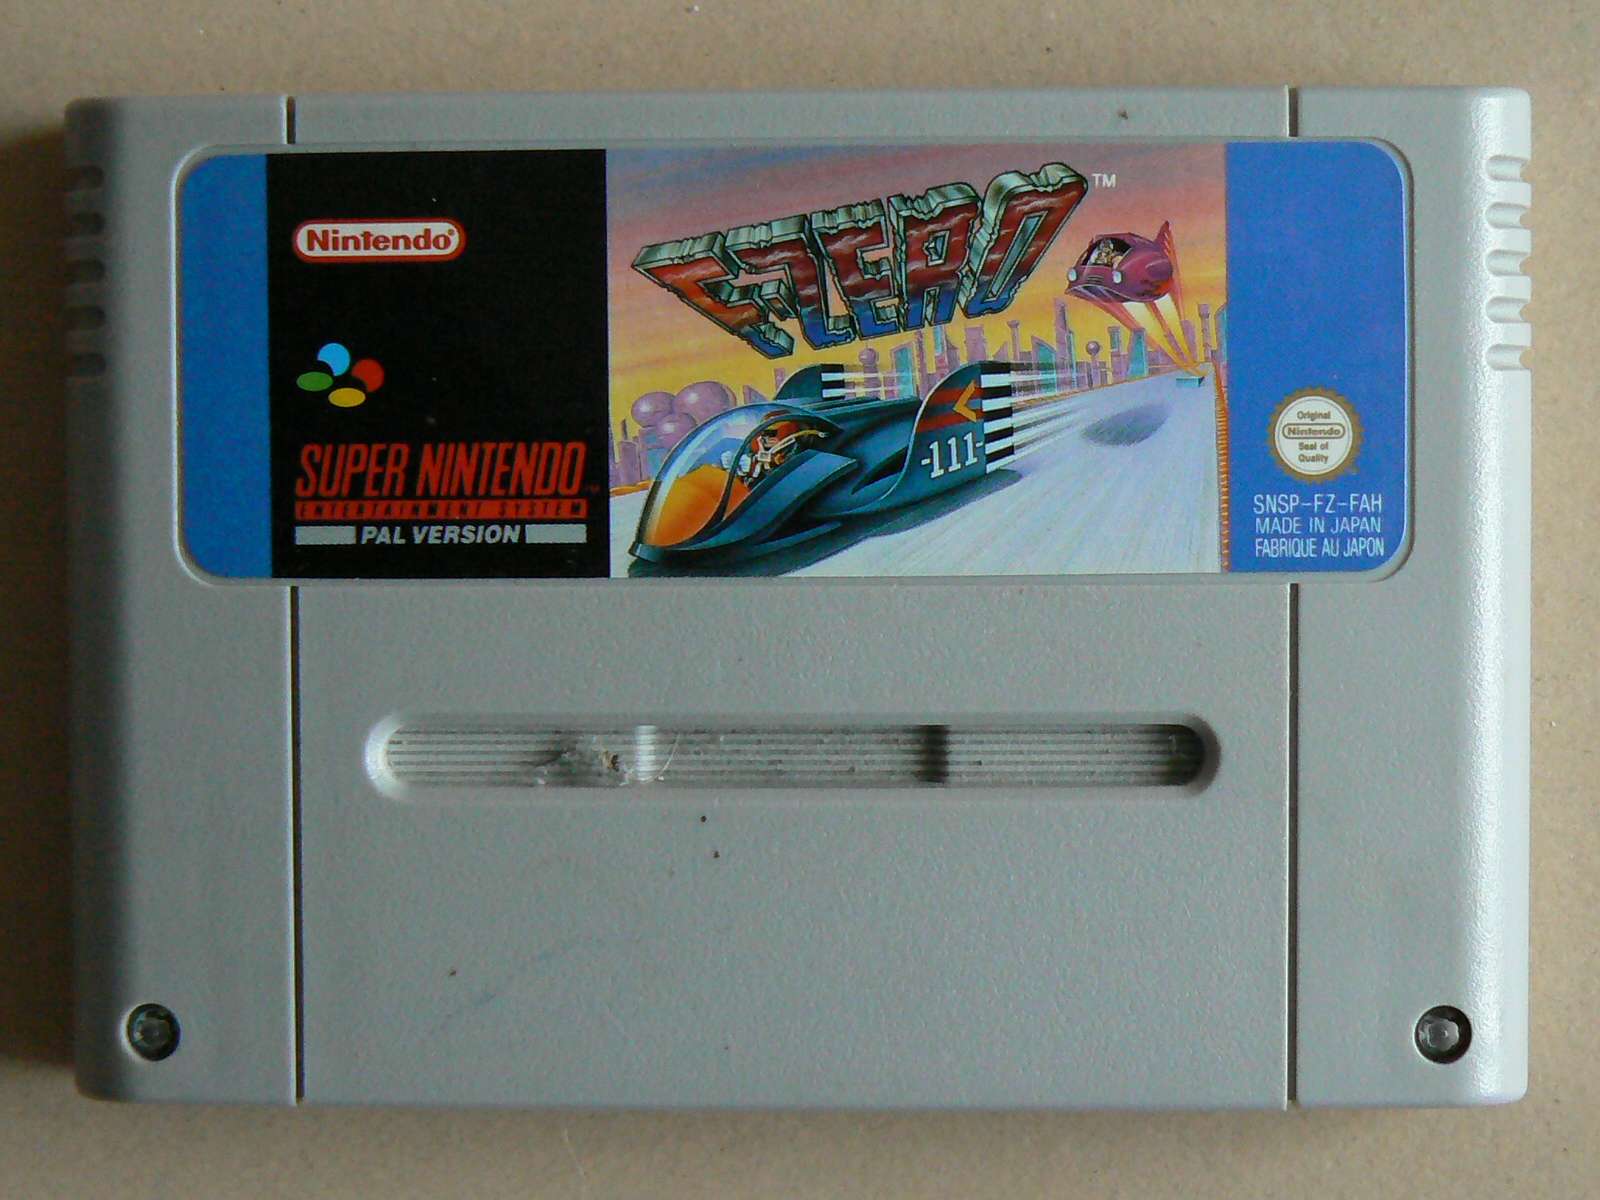 Nintendo®
SUPER NINTENDO™
ENTERTAINMENT SYSTEM
PAL VERSION
F-ZERO™
-111-
Original
Nintendo
Seal of
Quality
SNSP-FZ-FAH
MADE IN JAPAN
FABRIQUE AU JAPON